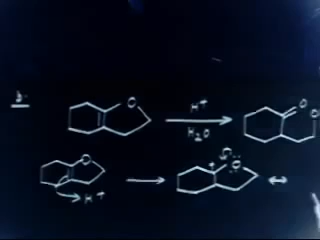 b-
O H⁺ O
H₂O O
O O
H⁺